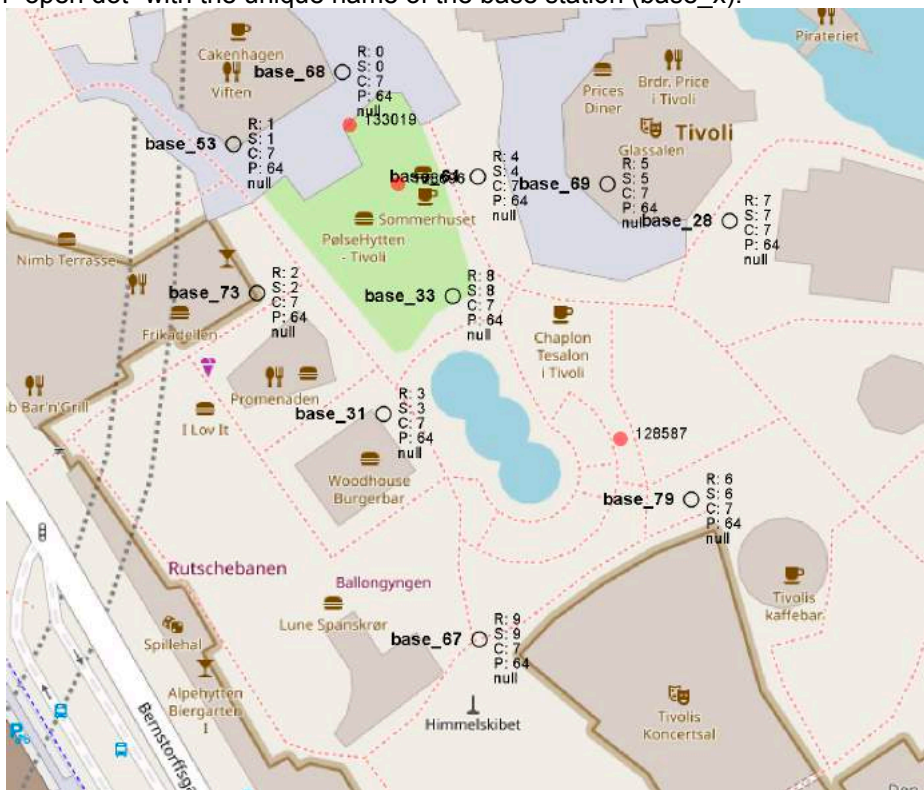 "open dot" with the unique name of the base station (base_x).
Cakenhagen
Viften
base_68
R: 0
S: 0
C: 7
P: 64
null
133019
Pirateriet
Prices
Diner
Brdr. Price
i Tivoli
Tivoli
Glassalen
base_53
R: 1
S: 1
C: 7
P: 64
null
base_61
R: 4
S: 4
C: 7
P: 64
null
base_69
R: 5
S: 5
C: 7
P: 64
null
base_28
R: 7
S: 7
C: 7
P: 64
null
Sommerhuset
PølseHytten
- Tivoli
Nimb Terrasse
base_73
R: 2
S: 2
C: 7
P: 64
null
base_33
R: 8
S: 8
C: 7
P: 64
null
Frikadellen
Chaplon
Tesalon
i Tivoli
b Bar'n'Grill
Promenaden
I Lov It
base_31
R: 3
S: 3
C: 7
P: 64
null
128587
Woodhouse
Burgerbar
base_79
R: 6
S: 6
C: 7
P: 64
null
Rutschebanen
Ballongyngen
Tivolis
kaffebar
Lune Spanskrør
base_67
R: 9
S: 9
C: 7
P: 64
null
Spillehal
Alpehytten
Biergarten
I
Himmelskibet
Tivolis
Koncertsal
Bernstorffsga
P